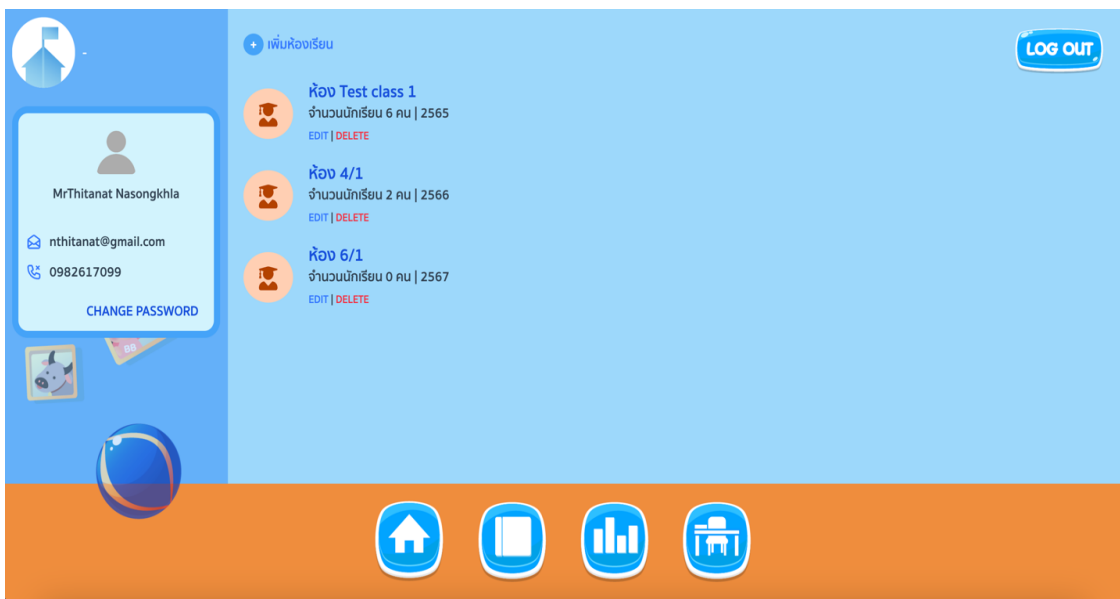 -
MrThitanat Nasongkhla
nthitanat@gmail.com
0982617099
CHANGE PASSWORD
BB
+ เพิ่มห้องเรียน
ห้อง Test class 1
จำนวนนักเรียน 6 คน | 2565
EDIT | DELETE
ห้อง 4/1
จำนวนนักเรียน 2 คน | 2566
EDIT | DELETE
ห้อง 6/1
จำนวนนักเรียน 0 คน | 2567
EDIT | DELETE
LOG OUT